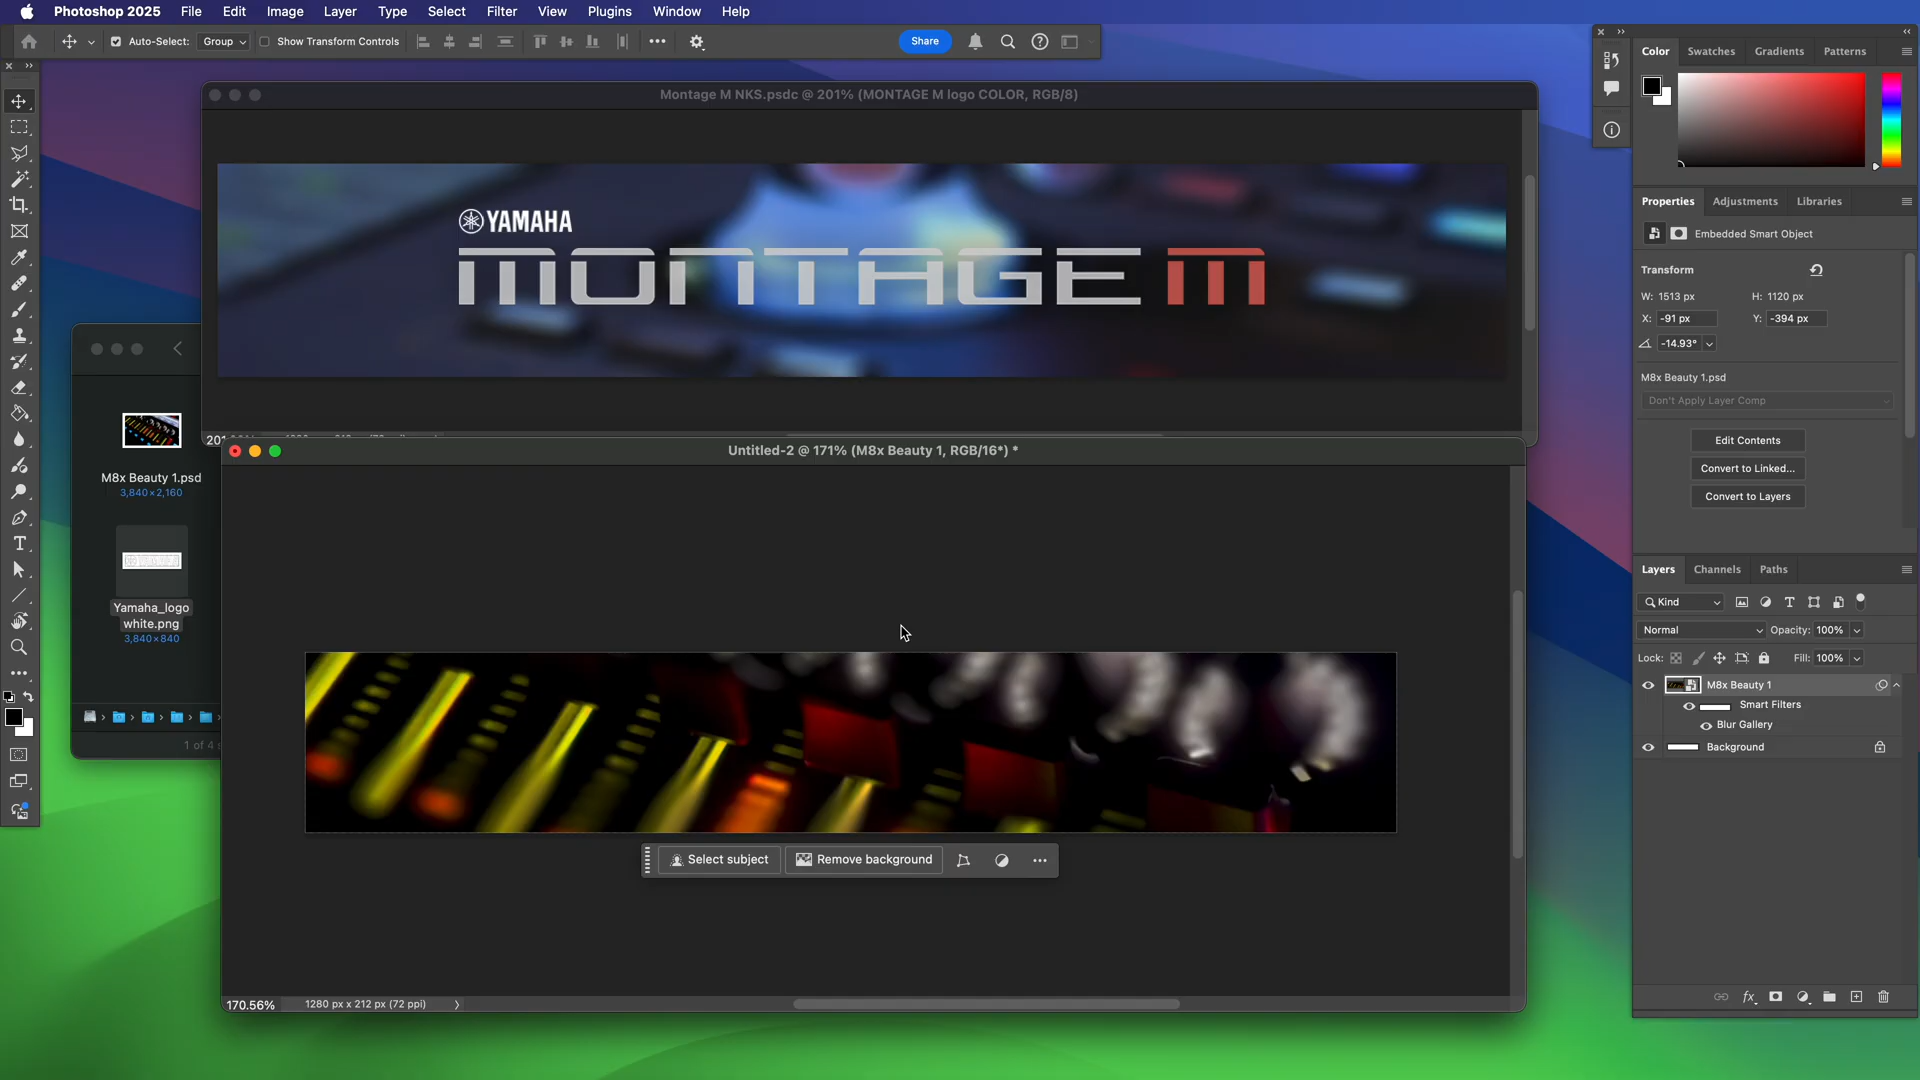 Photoshop 2025 File Edit Image Layer Type Select Filter View Plugins Window Help
Auto-Select: Group Show Transform Controls Share
Montage M NKS.psdc @ 201% (MONTAGE M logo COLOR, RGB/8)
YAMAHA
MONTAGE M
M8x Beauty 1.psd
3,840×2,160
Yamaha_logo
white.png
3,840×840
1 of 4 s
201
Untitled-2 @ 171% (M8x Beauty 1, RGB/16*) *
Select subject Remove background
170.56% 1280 px x 212 px (72 ppi)
Color Swatches Gradients Patterns
Properties Adjustments Libraries
Embedded Smart Object
Transform
W: 1513 px H: 1120 px
X: -91 px Y: -394 px
-14.93°
M8x Beauty 1.psd
Don't Apply Layer Comp
Edit Contents
Convert to Linked...
Convert to Layers
Layers Channels Paths
Kind
Normal Opacity: 100%
Lock: Fill: 100%
M8x Beauty 1
Smart Filters
Blur Gallery
Background
fx